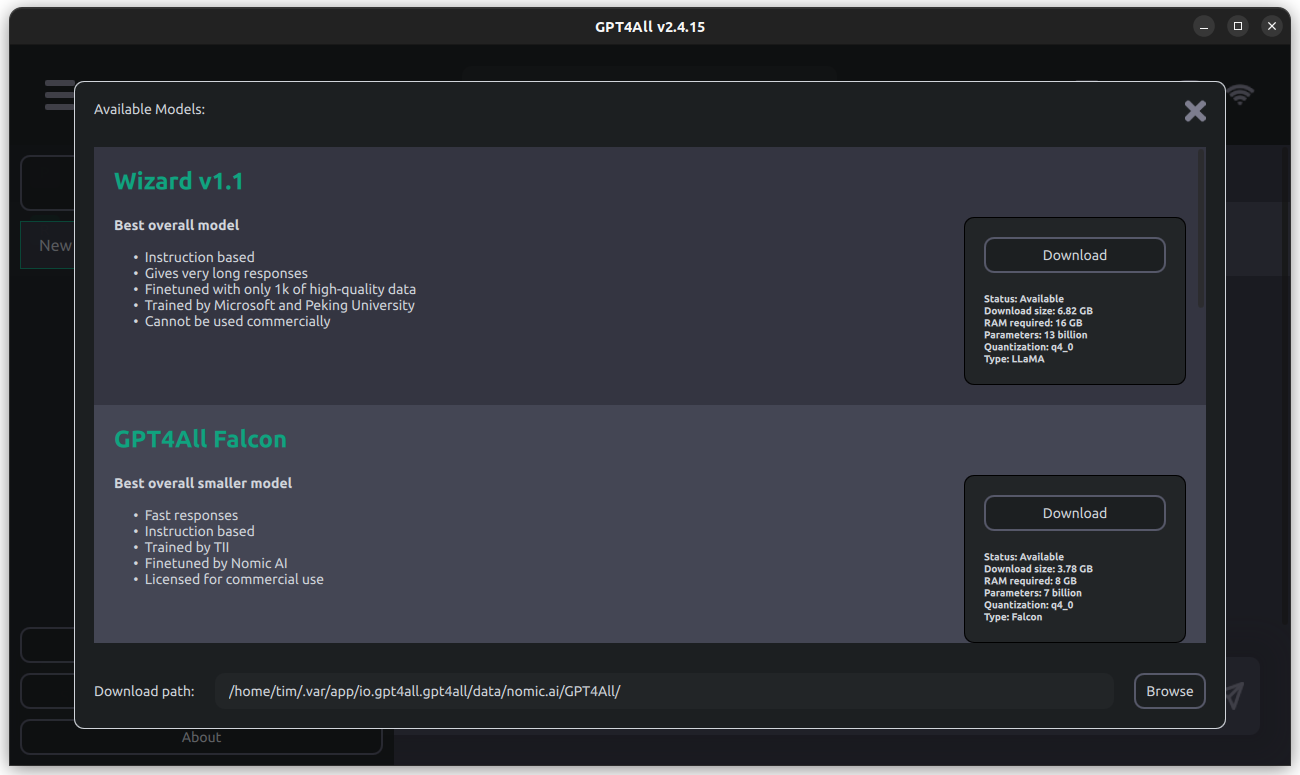 GPT4All v2.4.15
Available Models:
Wizard v1.1
Best overall model
• Instruction based
• Gives very long responses
• Finetuned with only 1k of high-quality data
• Trained by Microsoft and Peking University
• Cannot be used commercially
Download
Status: Available
Download size: 6.82 GB
RAM required: 16 GB
Parameters: 13 billion
Quantization: q4_0
Type: LLaMA
New
GPT4All Falcon
Best overall smaller model
• Fast responses
• Instruction based
• Trained by TII
• Finetuned by Nomic AI
• Licensed for commercial use
Download
Status: Available
Download size: 3.78 GB
RAM required: 8 GB
Parameters: 7 billion
Quantization: q4_0
Type: Falcon
Download path: /home/tim/.var/app/io.gpt4all.gpt4all/data/nomic.ai/GPT4All/ Browse
About